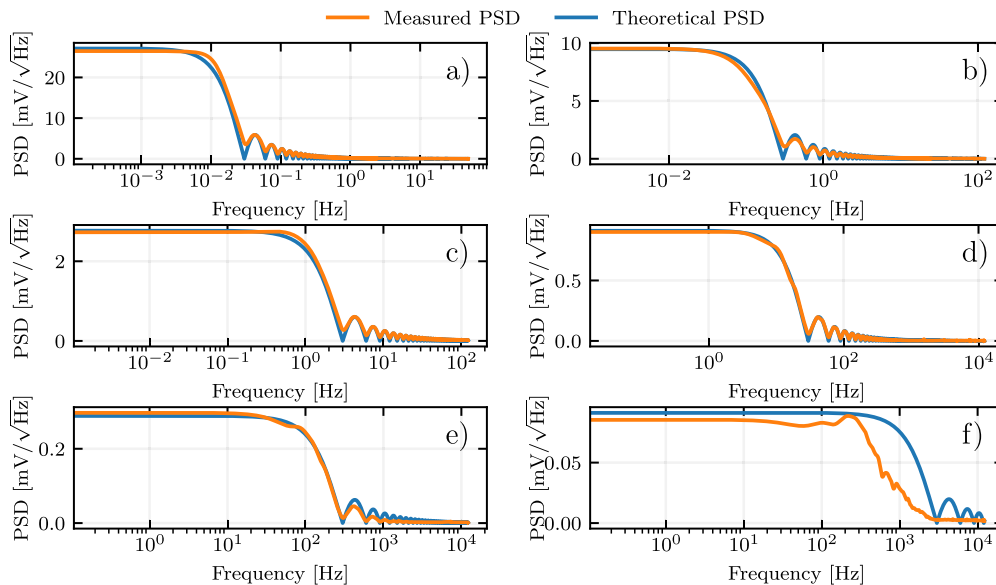 Measured PSD Theoretical PSD
PSD [mV/√Hz]
20
10
0
a)
10⁻³ 10⁻² 10⁻¹ 10⁰ 10¹
Frequency [Hz]
PSD [mV/√Hz]
10
5
0
b)
10⁻² 10⁰ 10²
Frequency [Hz]
PSD [mV/√Hz]
2
0
c)
10⁻² 10⁻¹ 10⁰ 10¹ 10²
Frequency [Hz]
PSD [mV/√Hz]
0.5
0.0
d)
10⁰ 10² 10⁴
Frequency [Hz]
PSD [mV/√Hz]
0.2
0.0
e)
10⁰ 10¹ 10² 10³ 10⁴
Frequency [Hz]
PSD [mV/√Hz]
0.05
0.00
f)
10⁰ 10¹ 10² 10³ 10⁴
Frequency [Hz]